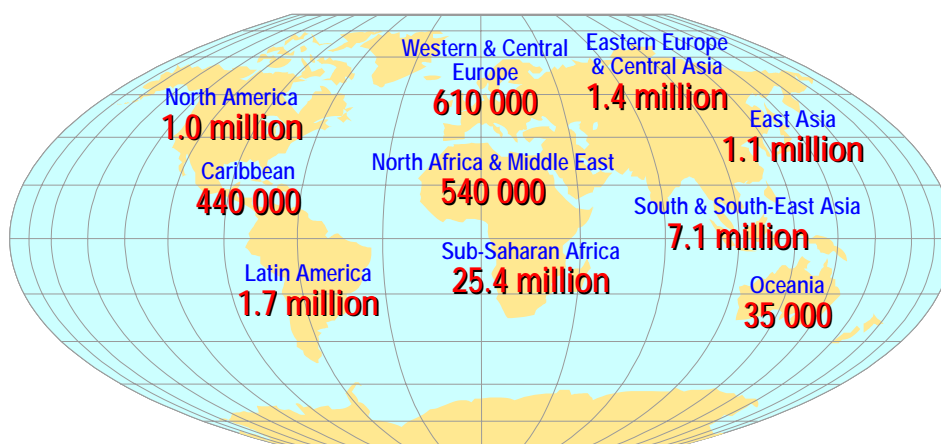 Western & Central
Europe
610 000
Eastern Europe
& Central Asia
1.4 million
North America
1.0 million
East Asia
1.1 million
Caribbean
440 000
North Africa & Middle East
540 000
South & South-East Asia
7.1 million
Sub-Saharan Africa
25.4 million
Latin America
1.7 million
Oceania
35 000